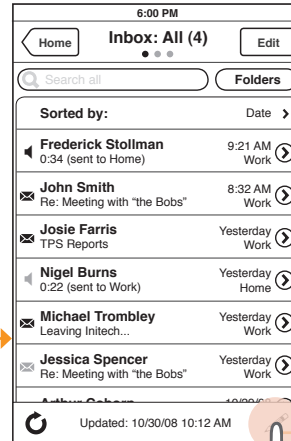 6:00 PM
Home
Inbox: All (4)
Edit
Search all
Folders
Sorted by:
Date
Frederick Stollman
9:21 AM
0:34 (sent to Home)
Work
John Smith
8:32 AM
Re: Meeting with “the Bobs”
Work
Josie Farris
Yesterday
TPS Reports
Work
Nigel Burns
Yesterday
0:22 (sent to Work)
Home
Michael Trombley
Yesterday
Leaving Initech...
Work
Jessica Spencer
Yesterday
Re: Meeting with “the Bobs”
Work
Updated: 10/30/08 10:12 AM